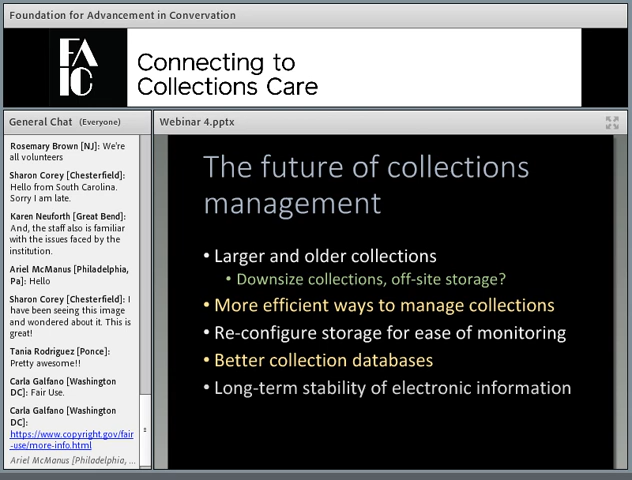 Foundation for Advancement in Convervation
FA
IC
Connecting to
Collections Care
General Chat (Everyone)
Rosemary Brown [NJ]: We're
all volunteers
Sharon Corey [Chesterfield]:
Hello from South Carolina.
Sorry I am late.
Karen Neuforth [Great Bend]:
And, the staff also is familiar
with the issues faced by the
institution.
Ariel McManus [Philadelphia,
Pa]: Hello
Sharon Corey [Chesterfield]: I
have been seeing this image
and wondered about it. This is
great!
Tania Rodriguez [Ponce]:
Pretty awesome!!
Carla Galfano [Washington
DC]: Fair Use.
Carla Galfano [Washington
DC]:
https://www.copyright.gov/fair
-use/more-info.html
Ariel McManus [Philadelphia, ...
Webinar 4.pptx
The future of collections
management
• Larger and older collections
• Downsize collections, off-site storage?
• More efficient ways to manage collections
• Re-configure storage for ease of monitoring
• Better collection databases
• Long-term stability of electronic information